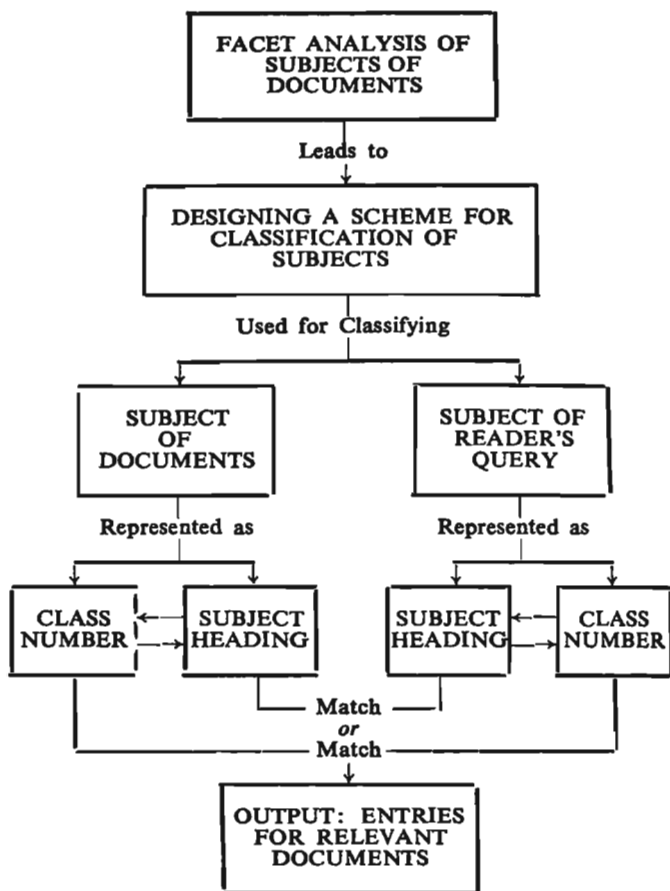 FACET ANALYSIS OF
SUBJECTS OF
DOCUMENTS
Leads to
DESIGNING A SCHEME FOR
CLASSIFICATION OF
SUBJECTS
Used for Classifying
SUBJECT
OF
DOCUMENTS
SUBJECT OF
READER'S
QUERY
Represented as
Represented as
CLASS
NUMBER
SUBJECT
HEADING
SUBJECT
HEADING
CLASS
NUMBER
Match
or
Match
OUTPUT: ENTRIES
FOR RELEVANT
DOCUMENTS